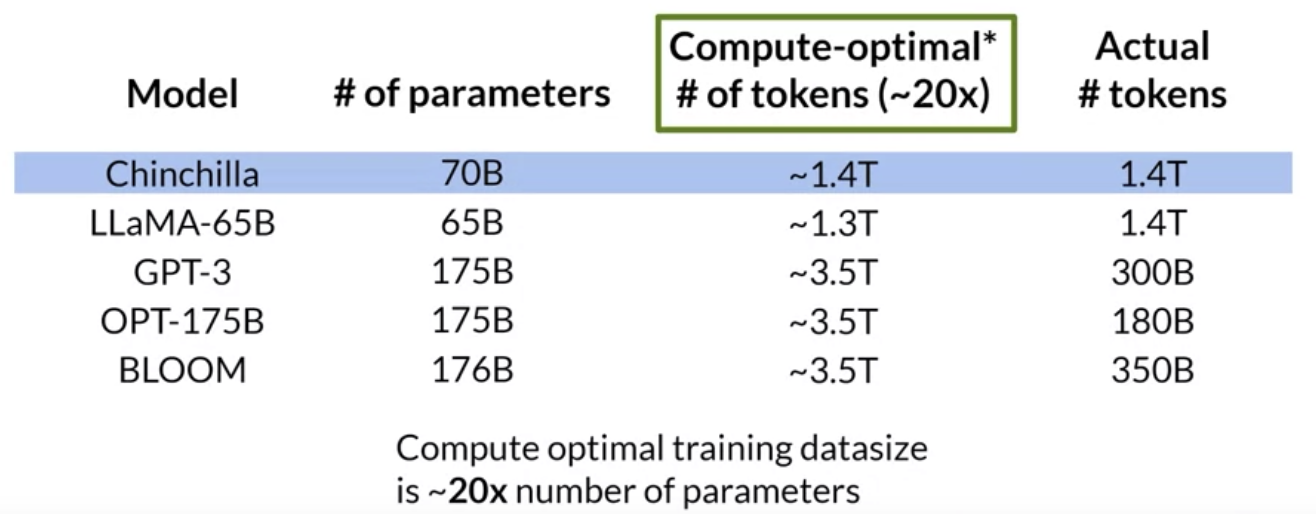 Model # of parameters Compute-optimal* # of tokens (~20x) Actual # tokens
Chinchilla 70B ~1.4T 1.4T
LLaMA-65B 65B ~1.3T 1.4T
GPT-3 175B ~3.5T 300B
OPT-175B 175B ~3.5T 180B
BLOOM 176B ~3.5T 350B
Compute optimal training datasize
is ~20x number of parameters